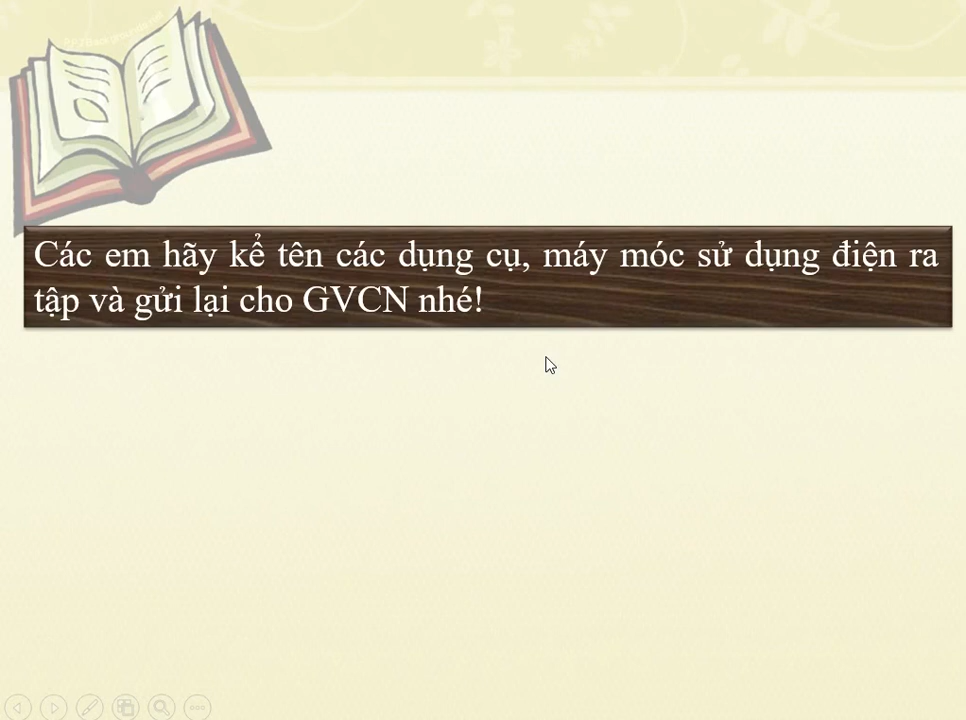 Các em hãy kể tên các dụng cụ, máy móc sử dụng điện ra
tập và gửi lại cho GVCN nhé!